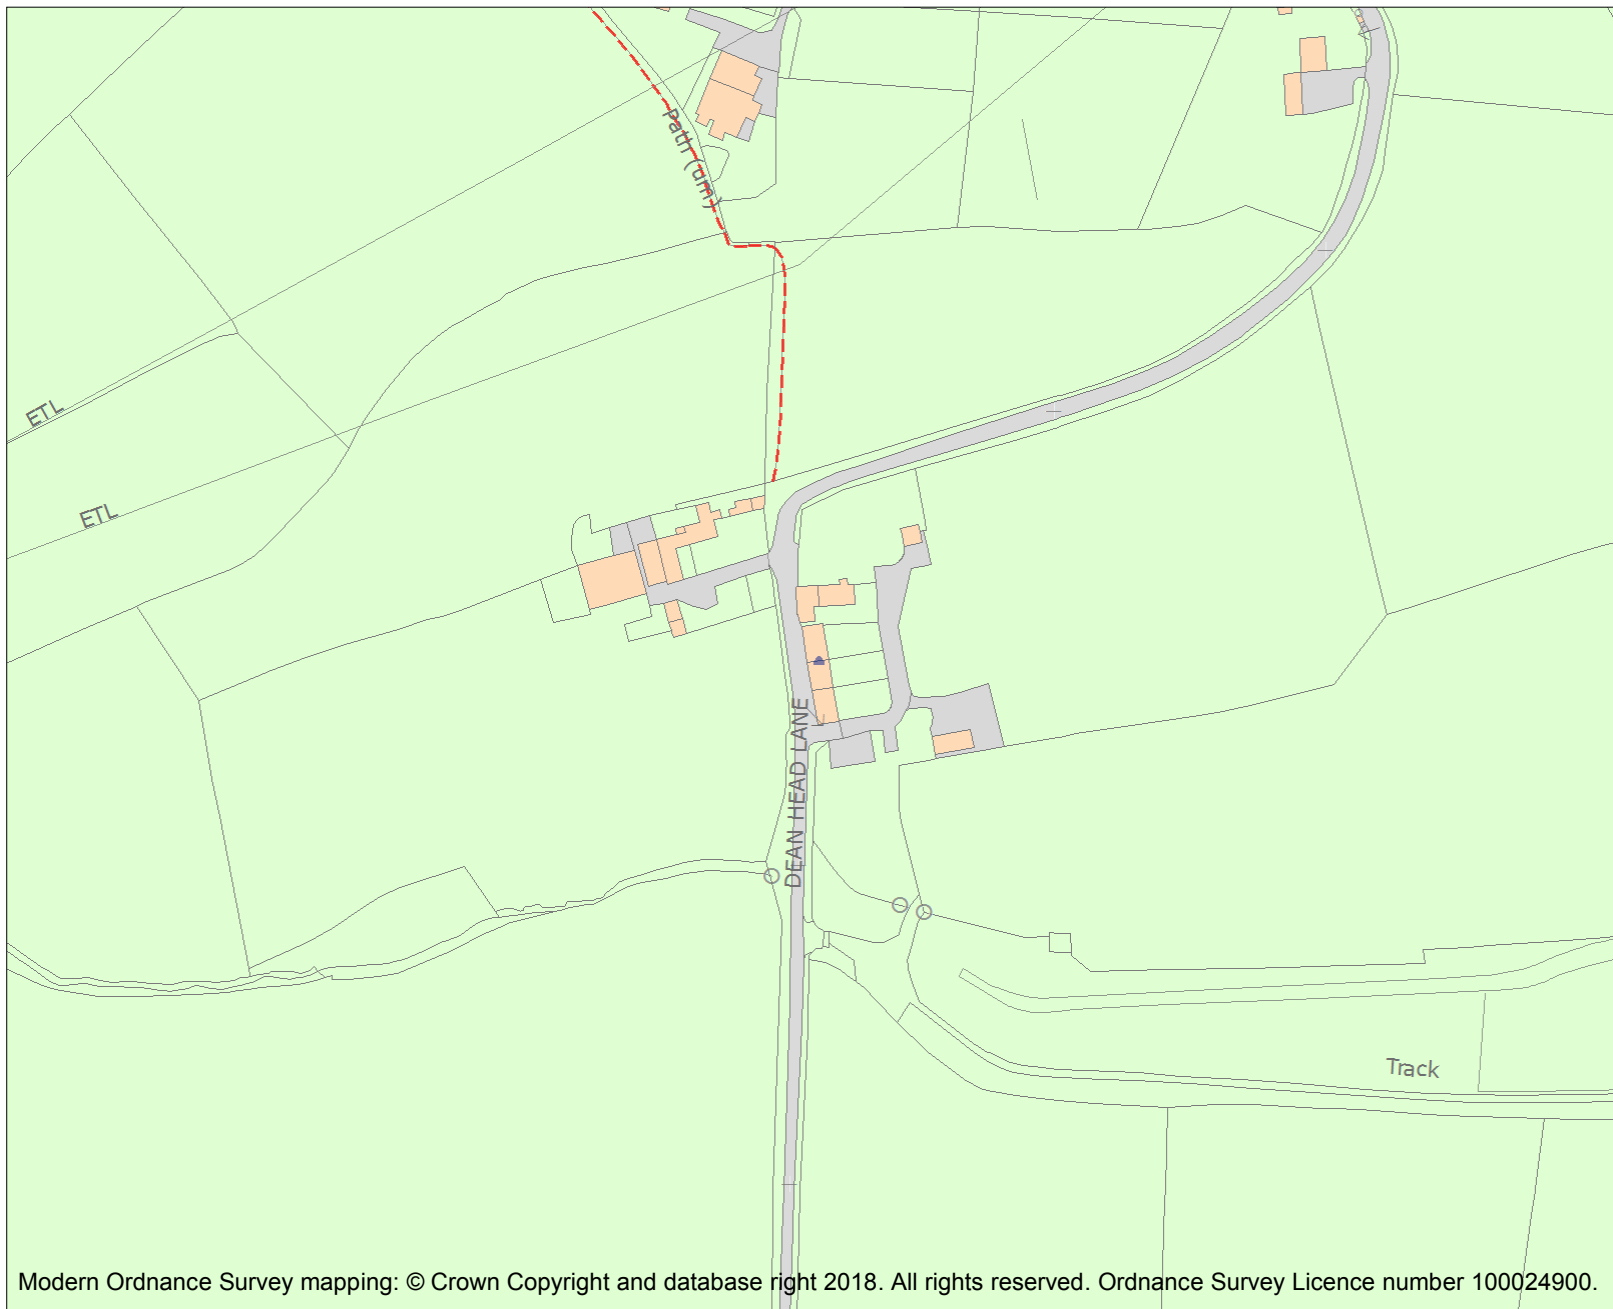 Path (um)
ETL
ETL
DEAN HEAD LANE
Track
Modern Ordnance Survey mapping: © Crown Copyright and database right 2018. All rights reserved. Ordnance Survey Licence number 100024900.